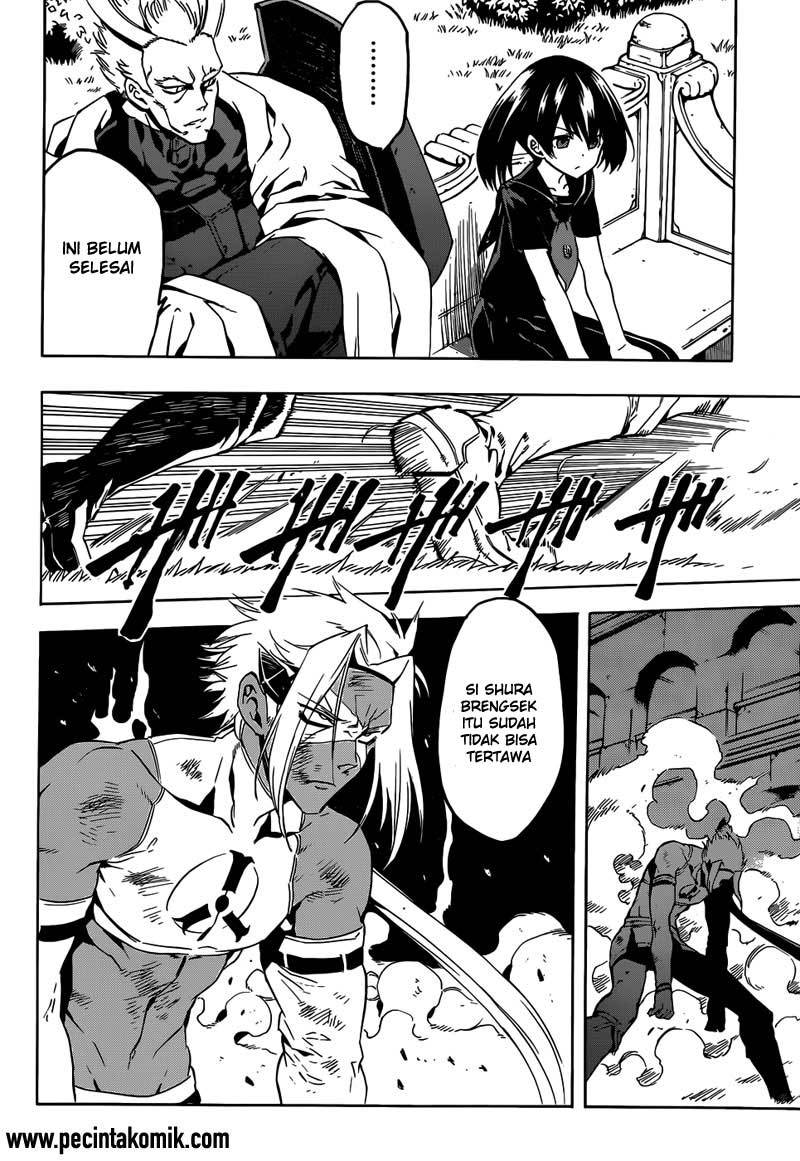 .......
INI BELUM
SELESAI
SI SHURA
BRENGSEK
ITU SUDAH
TIDAK BISA
TERTAWA
www.pecintakomik.com